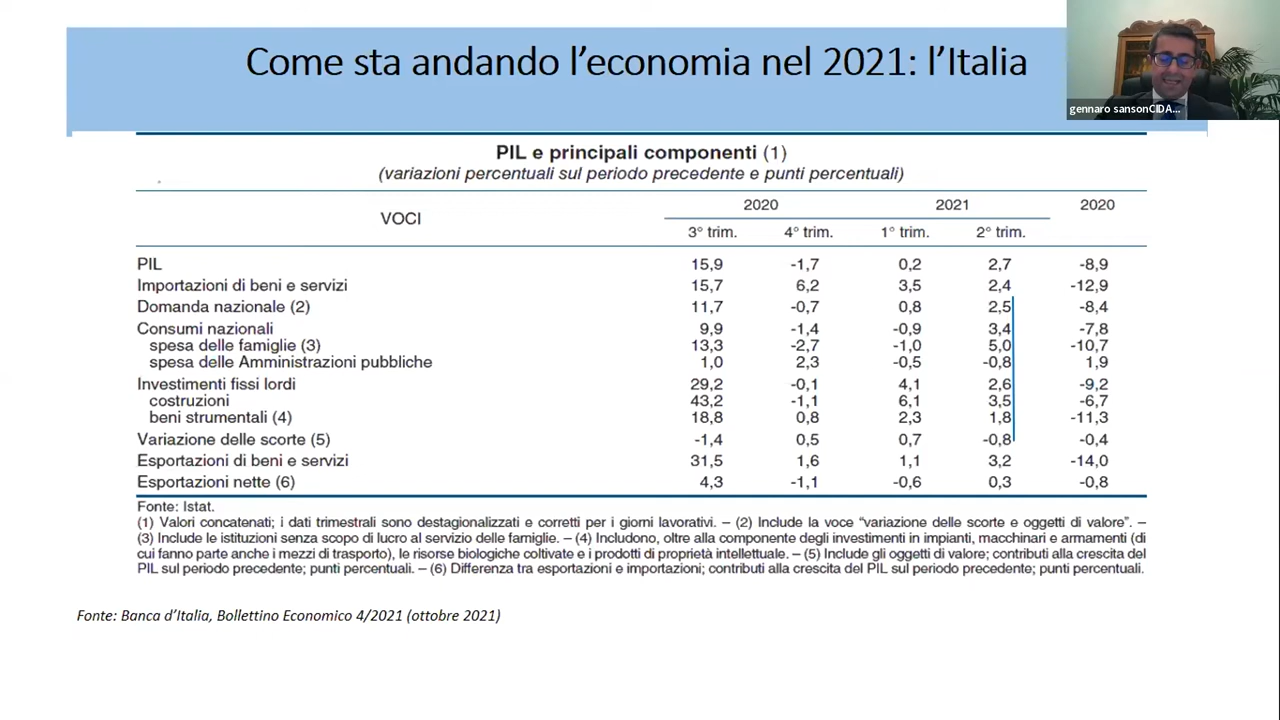 Come sta andando l’economia nel 2021: l’Italia
gennaro sansonCIDA...
PIL e principali componenti (1)
(variazioni percentuali sul periodo precedente e punti percentuali)
VOCI 2020 2021 2020
3° trim. 4° trim. 1° trim. 2° trim.
PIL 15,9 -1,7 0,2 2,7 -8,9
Importazioni di beni e servizi 15,7 6,2 3,5 2,4 -12,9
Domanda nazionale (2) 11,7 -0,7 0,8 2,5 -8,4
Consumi nazionali 9,9 -1,4 -0,9 3,4 -7,8
spesa delle famiglie (3) 13,3 -2,7 -1,0 5,0 -10,7
spesa delle Amministrazioni pubbliche 1,0 2,3 -0,5 -0,8 1,9
Investimenti fissi lordi 29,2 -0,1 4,1 2,6 -9,2
costruzioni 43,2 -1,1 6,1 3,5 -6,7
beni strumentali (4) 18,8 0,8 2,3 1,8 -11,3
Variazione delle scorte (5) -1,4 0,5 0,7 -0,8 -0,4
Esportazioni di beni e servizi 31,5 1,6 1,1 3,2 -14,0
Esportazioni nette (6) 4,3 -1,1 -0,6 0,3 -0,8
Fonte: Istat.
(1) Valori concatenati; i dati trimestrali sono destagionalizzati e corretti per i giorni lavorativi. – (2) Include la voce “variazione delle scorte e oggetti di valore”. –
(3) Include le istituzioni senza scopo di lucro al servizio delle famiglie. – (4) Includono, oltre alla componente degli investimenti in impianti, macchinari e armamenti (di
cui fanno parte anche i mezzi di trasporto), le risorse biologiche coltivate e i prodotti di proprietà intellettuale. – (5) Include gli oggetti di valore; contributi alla crescita del
PIL sul periodo precedente; punti percentuali. – (6) Differenza tra esportazioni e importazioni; contributi alla crescita del PIL sul periodo precedente; punti percentuali.
Fonte: Banca d’Italia, Bollettino Economico 4/2021 (ottobre 2021)